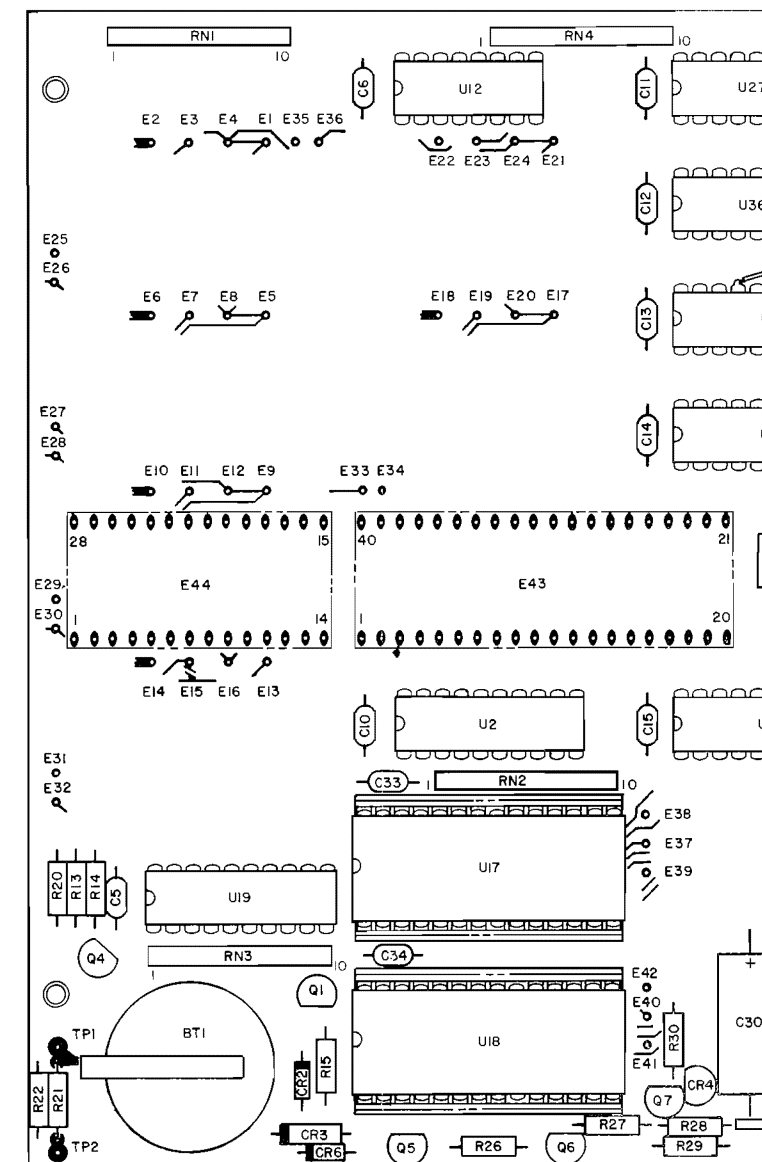 RN1 RN4
1 10 1 10
C6 U12 C11 U27
E2 E3 E4 E1 E35 E36
E22 E23 E24 E21
C12 U36
E25
E26
E6 E7 E8 E5 E18 E19 E20 E17
C13
E27
E28
C14
E10 E11 E12 E9 E33 E34
28 15 40 21
E29 E44 E43
E30
1 14 1 20
E14 E15 E16 E13
C10 U2 C15
E31
E32
C33 1 RN2 10
E38
E37
U17
E39
R20 R13 R14 C5 U19
Q4 RN3 C34
1 10
Q1 E42
E40
TP1 BT1 U18 R30 + C30
E41
R22 R21 CR2 R15 CR4
Q7
CR3 R27 R28
TP2 CR6 Q5 R26 Q6 R29